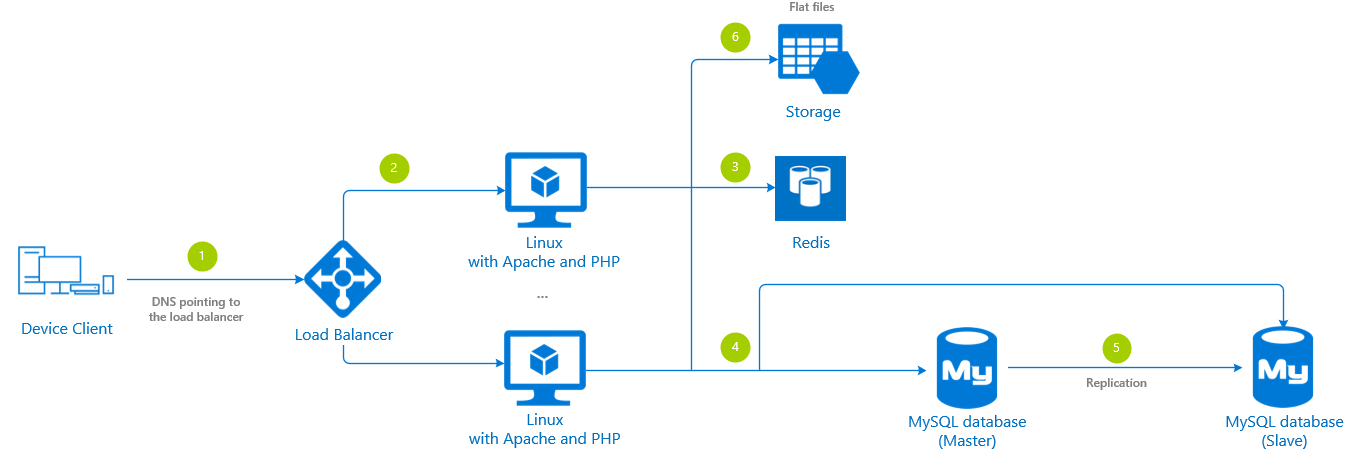 Flat files
6
Storage
2
3
Linux
with Apache and PHP
Redis
1
DNS pointing to
the load balancer
Device Client
Load Balancer
...
4
5
My
My
Replication
Linux
with Apache and PHP
MySQL database
(Master)
MySQL database
(Slave)